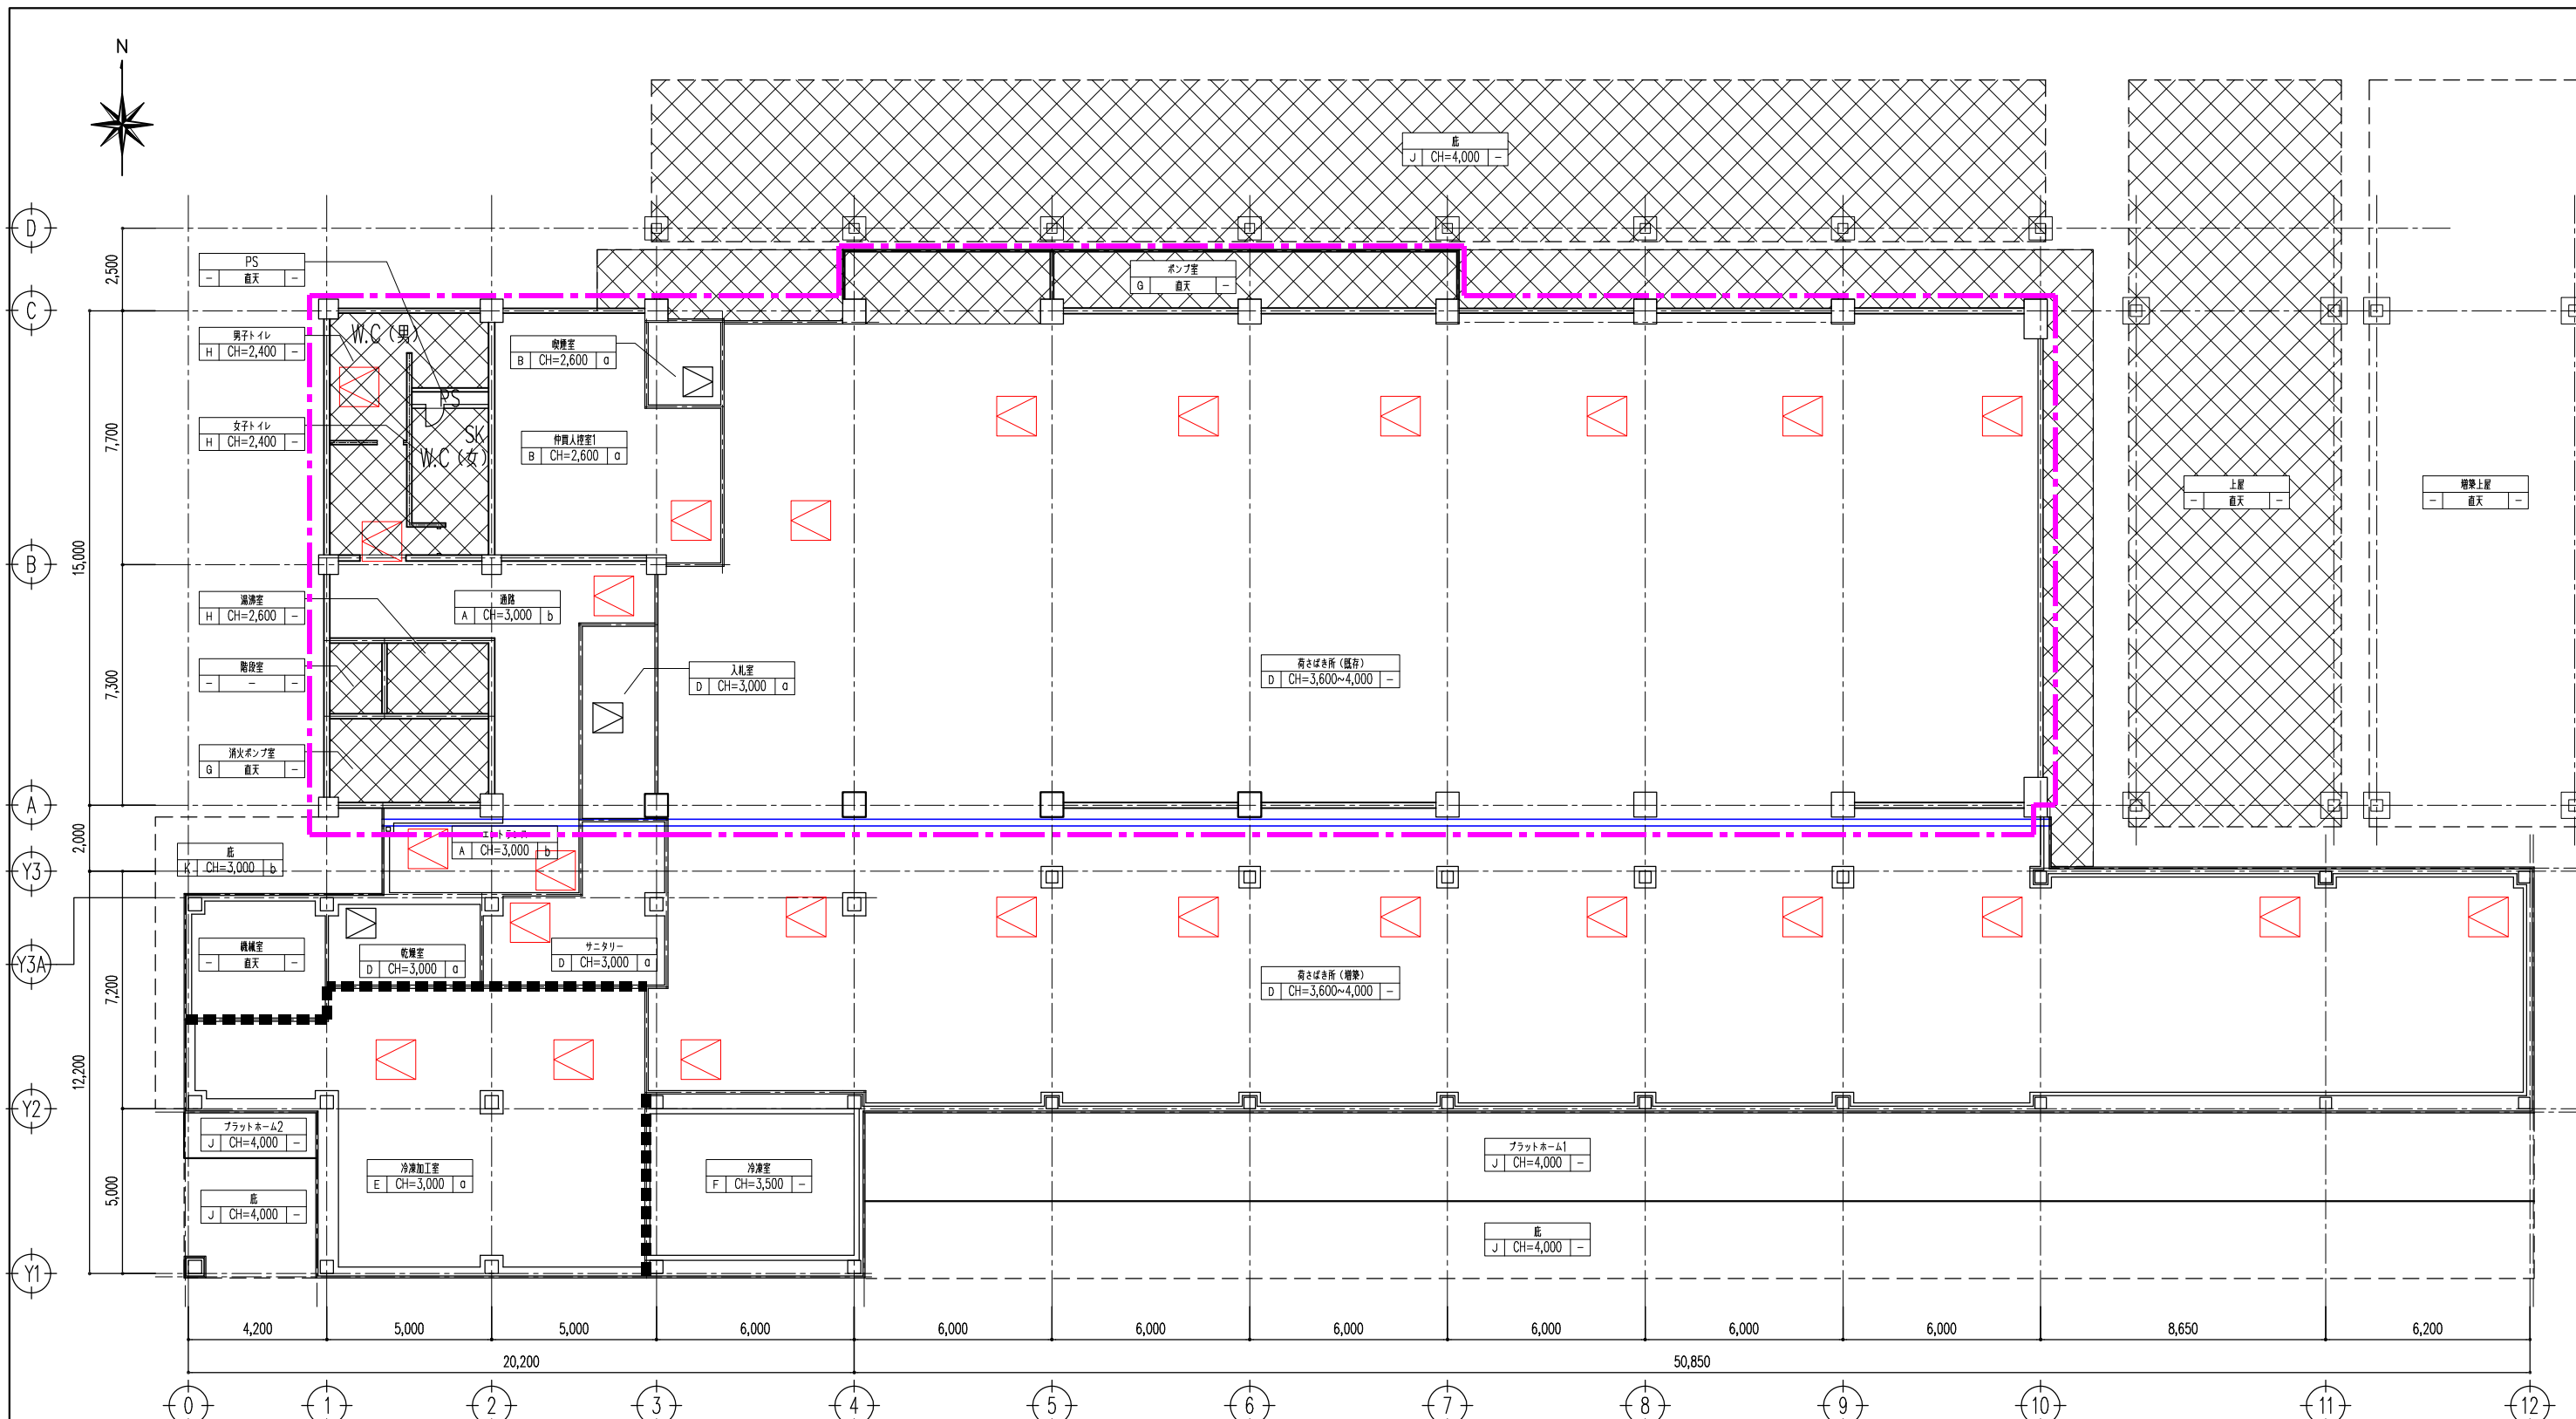 N
庇
J CH=4,000 -
D
2,500
PS
- 直天 -
ポンプ室
G 直天 -
C
男子トイレ
H CH=2,400 -
W.C(男)
喫煙室
B CH=2,600 a
PS
女子トイレ
H CH=2,400 -
SK
W.C(女)
仲買人控室1
B CH=2,600 a
7,700
上屋
- 直天 -
増築上屋
- 直天 -
B
15,000
湯沸室
H CH=2,600 -
通路
A CH=3,000 b
階段室
- - -
入札室
D CH=3,000 a
荷さばき所(既存)
D CH=3,600~4,000 -
7,300
消火ポンプ室
G 直天 -
A
2,000
エントランス
A CH=3,000 b
庇
K CH=3,000 b
Y3
機械室
- 直天 -
乾燥室
D CH=3,000 a
サニタリー
D CH=3,000 a
Y3A
荷さばき所(増築)
D CH=3,600~4,000 -
7,200
12,200
Y2
プラットホーム2
J CH=4,000 -
プラットホーム1
J CH=4,000 -
冷凍加工室
E CH=3,000 a
冷凍室
F CH=3,500 -
5,000
庇
J CH=4,000 -
庇
J CH=4,000 -
Y1
4,200 5,000 5,000 6,000 6,000 6,000 6,000 6,000 6,000 6,000 8,650 6,200
20,200 50,850
0 1 2 3 4 5 6 7 8 9 10 11 12